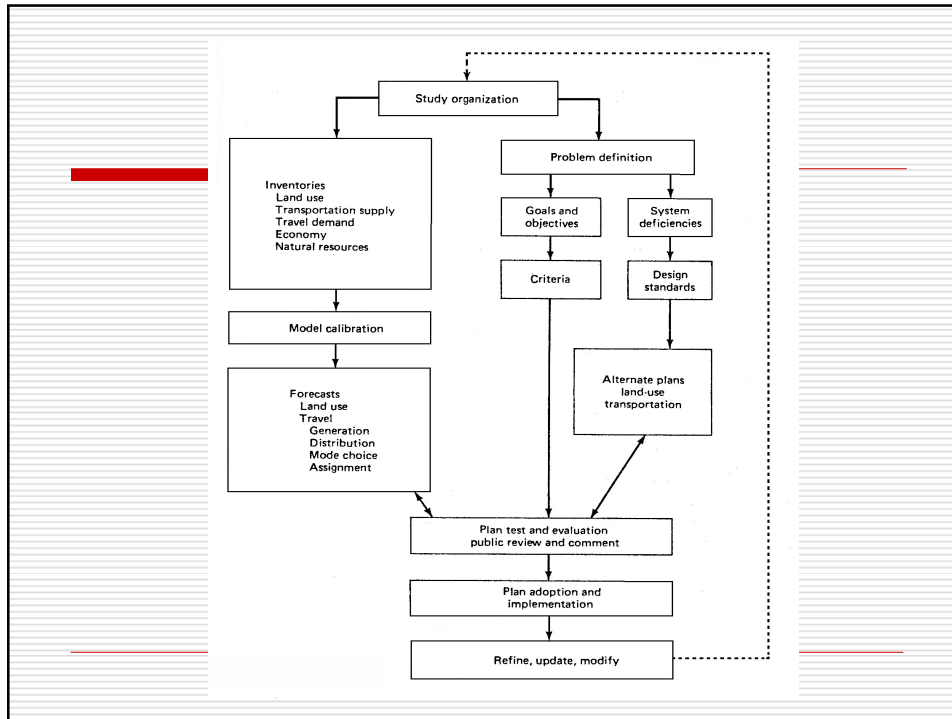 Study organization
Inventories
Land use
Transportation supply
Travel demand
Economy
Natural resources
Model calibration
Forecasts
Land use
Travel
Generation
Distribution
Mode choice
Assignment
Problem definition
Goals and
objectives
System
deficiencies
Criteria
Design
standards
Alternate plans
land-use
transportation
Plan test and evaluation
public review and comment
Plan adoption and
implementation
Refine, update, modify